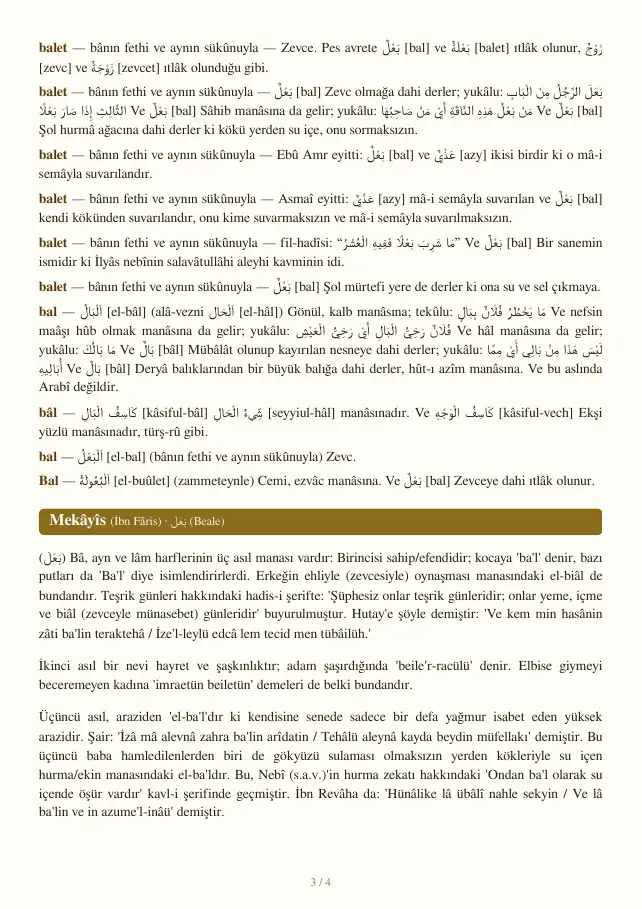 balet — bânın fethi ve aynın sükûnuyla — Zevce. Pes avrete بَعْلٌ [bal] ve بَعْلَةٌ [balet] ıtlâk olunur, زَوْجٌ
[zevc] ve زَوْجَةٌ [zevcet] ıtlâk olunduğu gibi.
balet — bânın fethi ve aynın sükûnuyla — بَعْلٌ [bal] Zevc olmağa dahi derler; yukâlu: بَعَلَ الرَّجُلُ مِنَ الْبَابِ
الثَّالِثِ إِذَا صَارَ بَعْلًا Ve بَعْلٌ [bal] Sâhib manâsına da gelir; yukâlu: مَنْ بَعْلُ هَذِهِ النَّاقَةِ أَيْ مَنْ صَاحِبُهَا Ve بَعْلٌ [bal]
Şol hurmâ ağacına dahi derler ki kökü yerden su içe, onu sormaksızın.
balet — bânın fethi ve aynın sükûnuyla — Ebû Amr eyitti: بَعْلٌ [bal] ve عَذْيٌ [azy] ikisi birdir ki o mâ-i
semâyla suvarılandır.
balet — bânın fethi ve aynın sükûnuyla — Asmaî eyitti: عَذْيٌ [azy] mâ-i semâyla suvarılan ve بَعْلٌ [bal]
kendi kökünden suvarılandır, onu kime suvarmaksızın ve mâ-i semâyla suvarılmaksızın.
balet — bânın fethi ve aynın sükûnuyla — fil-hadîsi: “مَا شَرِبَ بَعْلًا فَفِيهِ الْعُشْرُ” Ve بَعْلٌ [bal] Bir sanemin
ismidir ki İlyâs nebînin salavâtullâhi aleyhi kavminin idi.
balet — bânın fethi ve aynın sükûnuyla — بَعْلٌ [bal] Şol mürtefi yere de derler ki ona su ve sel çıkmaya.
bal — اَلْبَالُ [el-bâl] (alâ-vezni اَلْحَالِ [el-hâl]) Gönül, kalb manâsına; tekûlu: مَا يَخْطُرُ فُلَانٌ بِبَالِي Ve nefsin
maâşı hûb olmak manâsına da gelir; yukâlu: فُلَانٌ رَخِيُّ الْبَالِ أَيْ رَخِيُّ الْعَيْشِ Ve hâl manâsına da gelir;
yukâlu: مَا بَالُكَ Ve بَالٌ [bâl] Mübâlât olunup kayırılan nesneye dahi derler; yukâlu: لَيْسَ هَذَا مِنْ بَالِي أَيْ مِمَّا
أُبَالِيهِ Ve بَالٌ [bâl] Deryâ balıklarından bir büyük balığa dahi derler, hût-ı azîm manâsına. Ve bu aslında
Arabî değildir.
bâl — كَاسِفُ الْبَالِ [kâsiful-bâl] سَيِّءُ الْحَالِ [seyyiul-hâl] manâsınadır. Ve كَاسِفُ الْوَجْهِ [kâsiful-vech] Ekşi
yüzlü manâsınadır, türş-rû gibi.
bal — اَلْبَعْلُ [el-bal] (bânın fethi ve aynın sükûnuyla) Zevc.
Bal — اَلْبُعُولَةُ [el-buûlet] (zammeteynle) Cemi, ezvâc manâsına. Ve بَعْلٌ [bal] Zevceye dahi ıtlâk olunur.
Mekâyîs (İbn Fâris) · بَعَل (Beale)
(بَعَلَ) Bâ, ayn ve lâm harflerinin üç asıl manası vardır: Birincisi sahip/efendidir; kocaya 'ba'l' denir, bazı
putları da 'Ba'l' diye isimlendirirlerdi. Erkeğin ehliyle (zevcesiyle) oynaşması manasındaki el-biâl de
bundandır. Teşrik günleri hakkındaki hadis-i şerifte: 'Şüphesiz onlar teşrik günleridir; onlar yeme, içme
ve biâl (zevceyle münasebet) günleridir' buyurulmuştur. Hutay'e şöyle demiştir: 'Ve kem min hasânin
zâti ba'lin teraktehâ / İze'l-leylü edcâ lem tecid men tübâilüh.'
İkinci asıl bir nevi hayret ve şaşkınlıktır; adam şaşırdığında 'beile'r-racülü' denir. Elbise giymeyi
beceremeyen kadına 'imraetün beiletün' demeleri de belki bundandır.
Üçüncü asıl, araziden 'el-ba'l'dır ki kendisine senede sadece bir defa yağmur isabet eden yüksek
arazidir. Şair: 'İzâ mâ alevnâ zahra ba'lin arîdatin / Tehâlü aleynâ kayda beydin müfellakı' demiştir. Bu
üçüncü baba hamledilenlerden biri de gökyüzü sulaması olmaksızın yerden kökleriyle su içen
hurma/ekin manasındaki el-ba'ldır. Bu, Nebî (s.a.v.)'in hurma zekatı hakkındaki 'Ondan ba'l olarak su
içende öşür vardır' kavl-i şerifinde geçmiştir. İbn Revâha da: 'Hünâlike lâ übâlî nahle sekyin / Ve lâ
ba'lin ve in azume'l-inâü' demiştir.
3 / 4